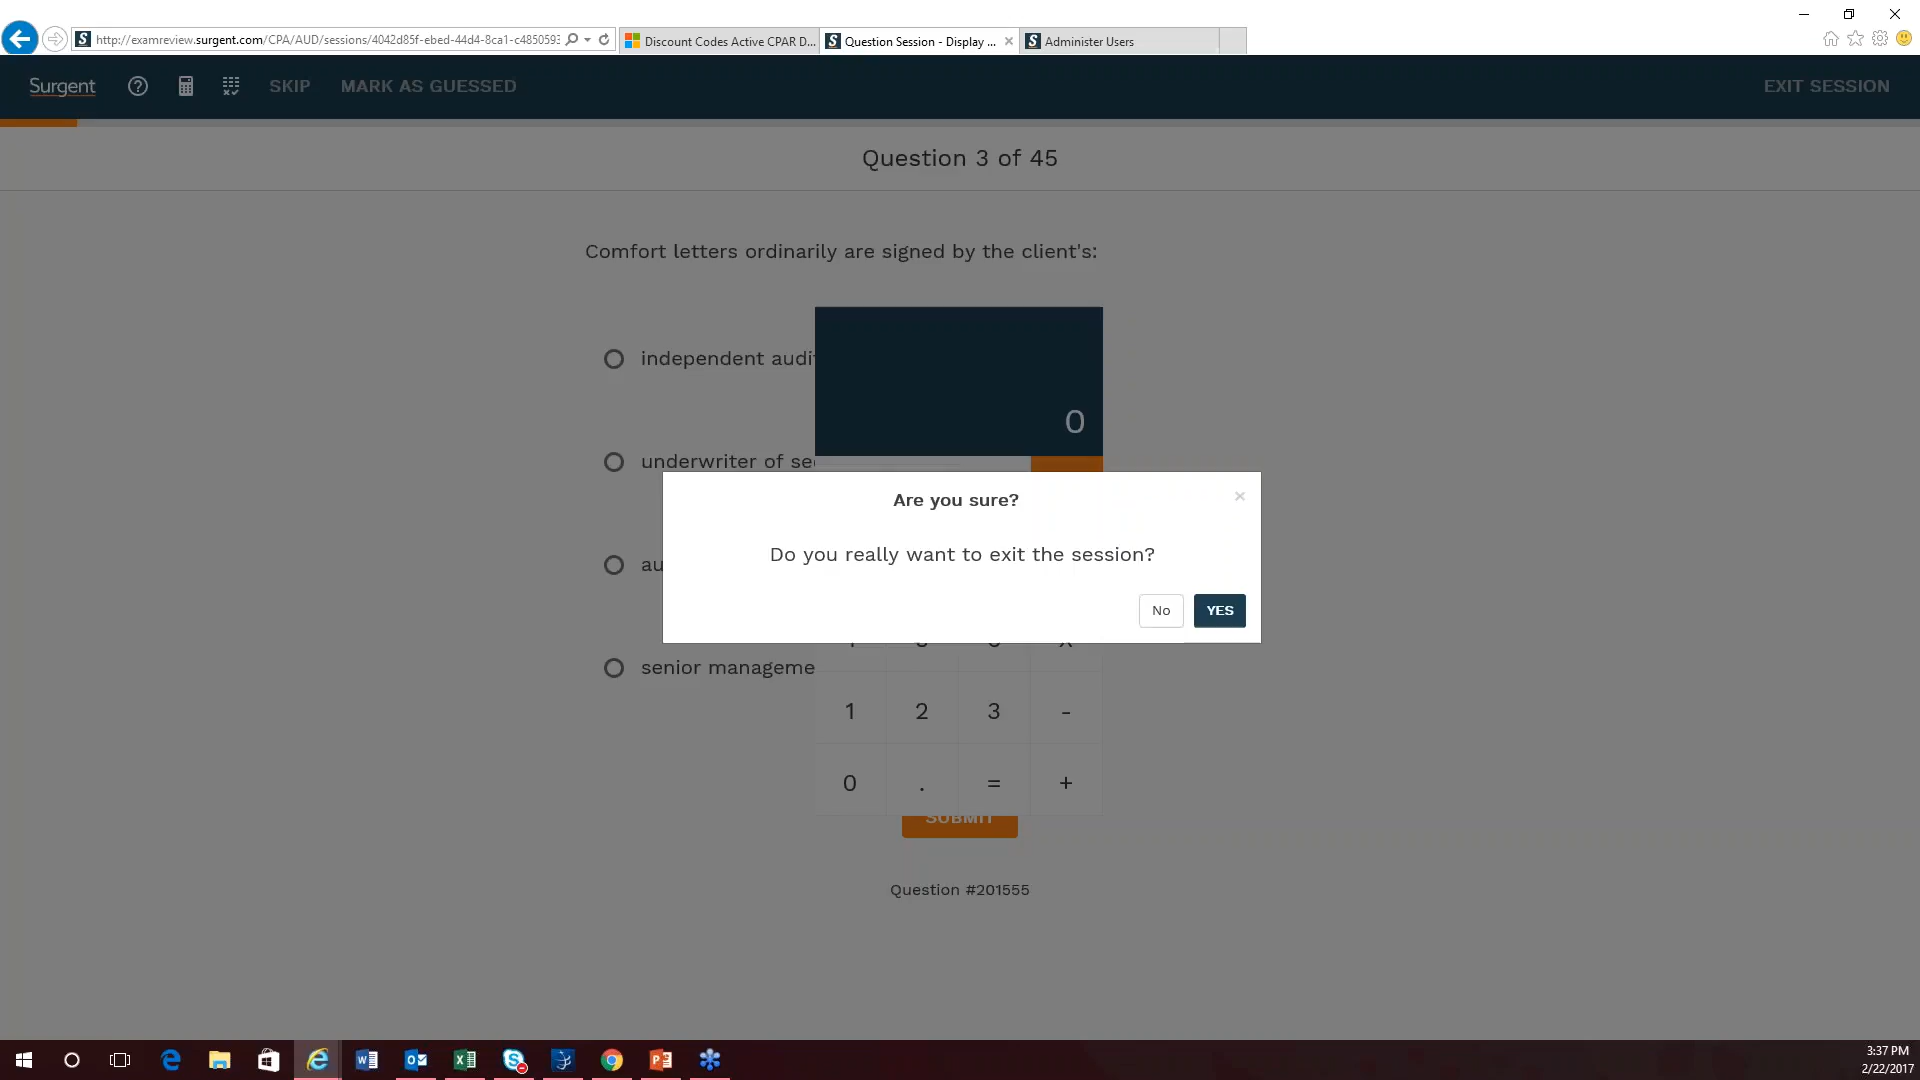 http://examreview.surgent.com/CPA/AUD/sessions/4042d85f-ebed-44d4-8ca1-c4850593
Discount Codes Active CPAR D...
Question Session - Display ...
Administer Users
Surgent
SKIP
MARK AS GUESSED
EXIT SESSION
Question 3 of 45
Comfort letters ordinarily are signed by the client's:
independent audi
0
underwriter of se
Are you sure?
Do you really want to exit the session?
au
No
YES
senior manageme
1 2 3 -
0 . = +
SUBMIT
Question #201555
3:37 PM
2/22/2017